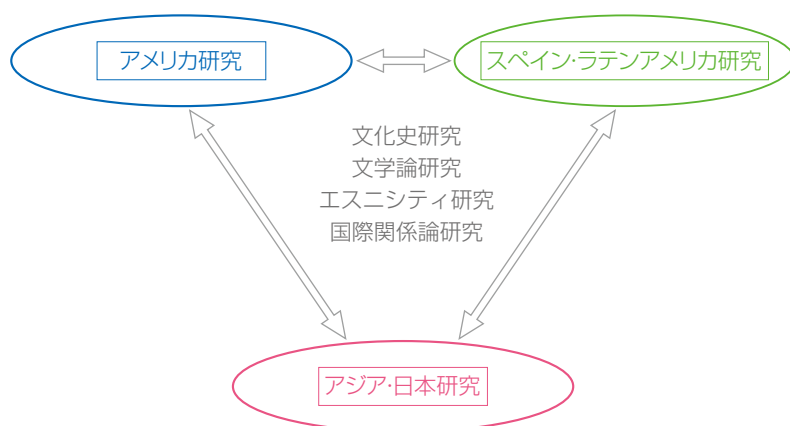 アメリカ研究
スペイン・ラテンアメリカ研究
文化史研究
文学論研究
エスニシティ研究
国際関係論研究
アジア・日本研究